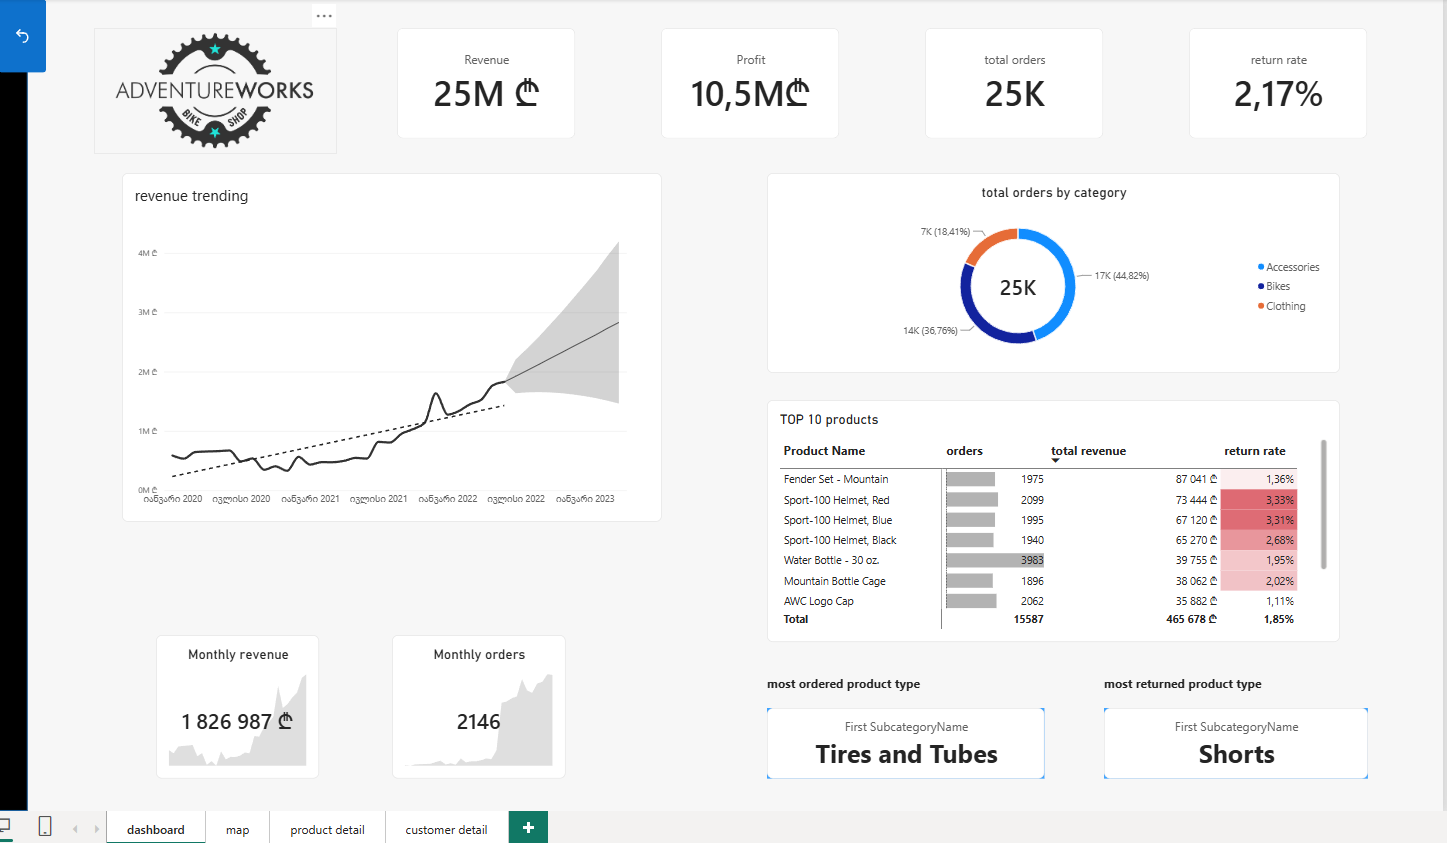 ADVENTUREWORKS
BIKE SHOP
Revenue
25M ₾
Profit
10,5M₾
total orders
25K
return rate
2,17%
revenue trending
4M ₾
3M ₾
2M ₾
1M ₾
0M ₾
იანვარი 2020 ივლისი 2020 იანვარი 2021 ივლისი 2021 იანვარი 2022 ივლისი 2022 იანვარი 2023
total orders by category
7K (18,41%)
17K (44,82%)
14K (36,76%)
25K
Accessories
Bikes
Clothing
TOP 10 products
Product Name orders total revenue return rate
Fender Set - Mountain 1975 87 041 ₾ 1,36%
Sport-100 Helmet, Red 2099 73 444 ₾ 3,33%
Sport-100 Helmet, Blue 1995 67 120 ₾ 3,31%
Sport-100 Helmet, Black 1940 65 270 ₾ 2,68%
Water Bottle - 30 oz. 3983 39 755 ₾ 1,95%
Mountain Bottle Cage 1896 38 062 ₾ 2,02%
AWC Logo Cap 2062 35 882 ₾ 1,11%
Total 15587 465 678 ₾ 1,85%
Monthly revenue
1 826 987 ₾
Monthly orders
2146
most ordered product type
First SubcategoryName
Tires and Tubes
most returned product type
First SubcategoryName
Shorts
dashboard map product detail customer detail